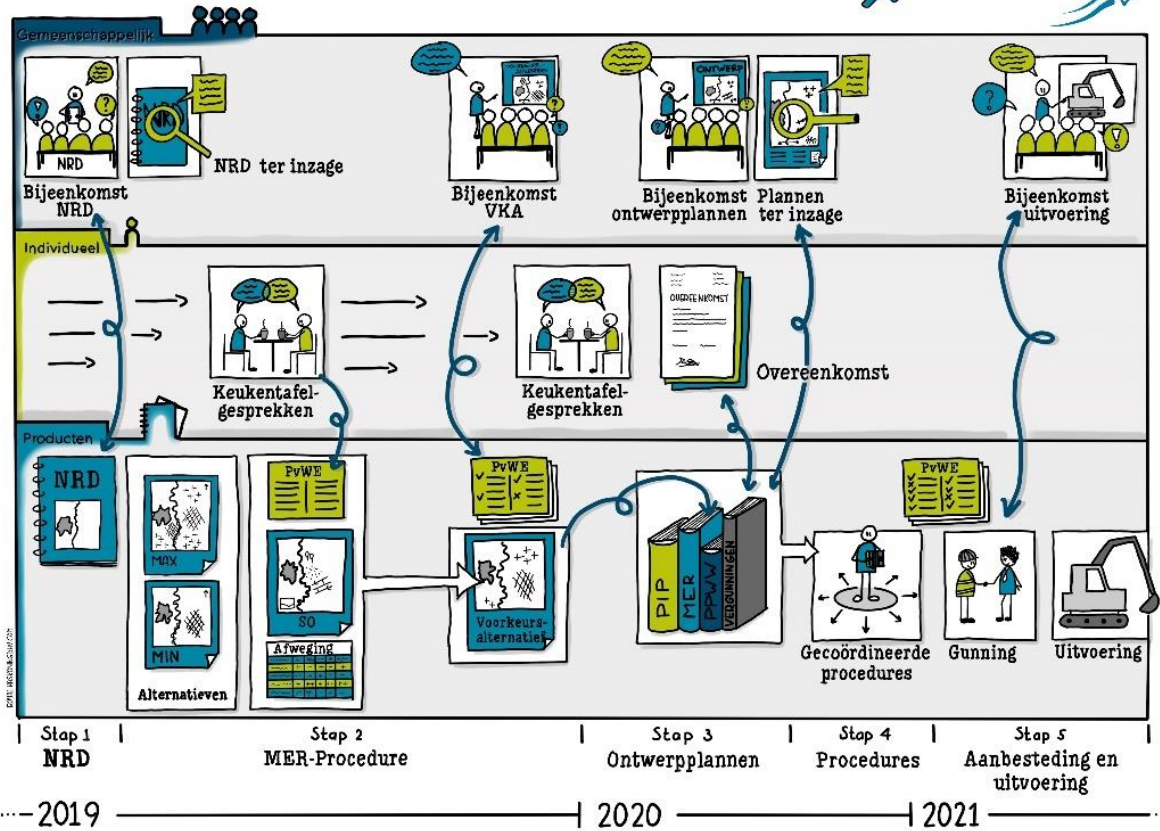 Gemeenschappelijk
NRD
Bijeenkomst
NRD
NRD ter inzage
Bijeenkomst
VKA
ONTWERP
Bijeenkomst
ontwerpplannen
Plannen
ter inzage
Bijeenkomst
uitvoering
Individueel
Keukentafel-
gesprekken
Keukentafel-
gesprekken
OVEREENKOMST
Overeenkomst
Producten
NRD
MAX
MIN
Alternatieven
PvWE
SO
Afweging
PvWE
Voorkeurs-
alternatief
PIP
MER
PPWW
VERGUNNINGEN
Gecoördineerde
procedures
PvWE
Gunning
Uitvoering
Stap 1
NRD
Stap 2
MER-Procedure
Stap 3
Ontwerpplannen
Stap 4
Procedures
Stap 5
Aanbesteding en
uitvoering
2019
2020
2021